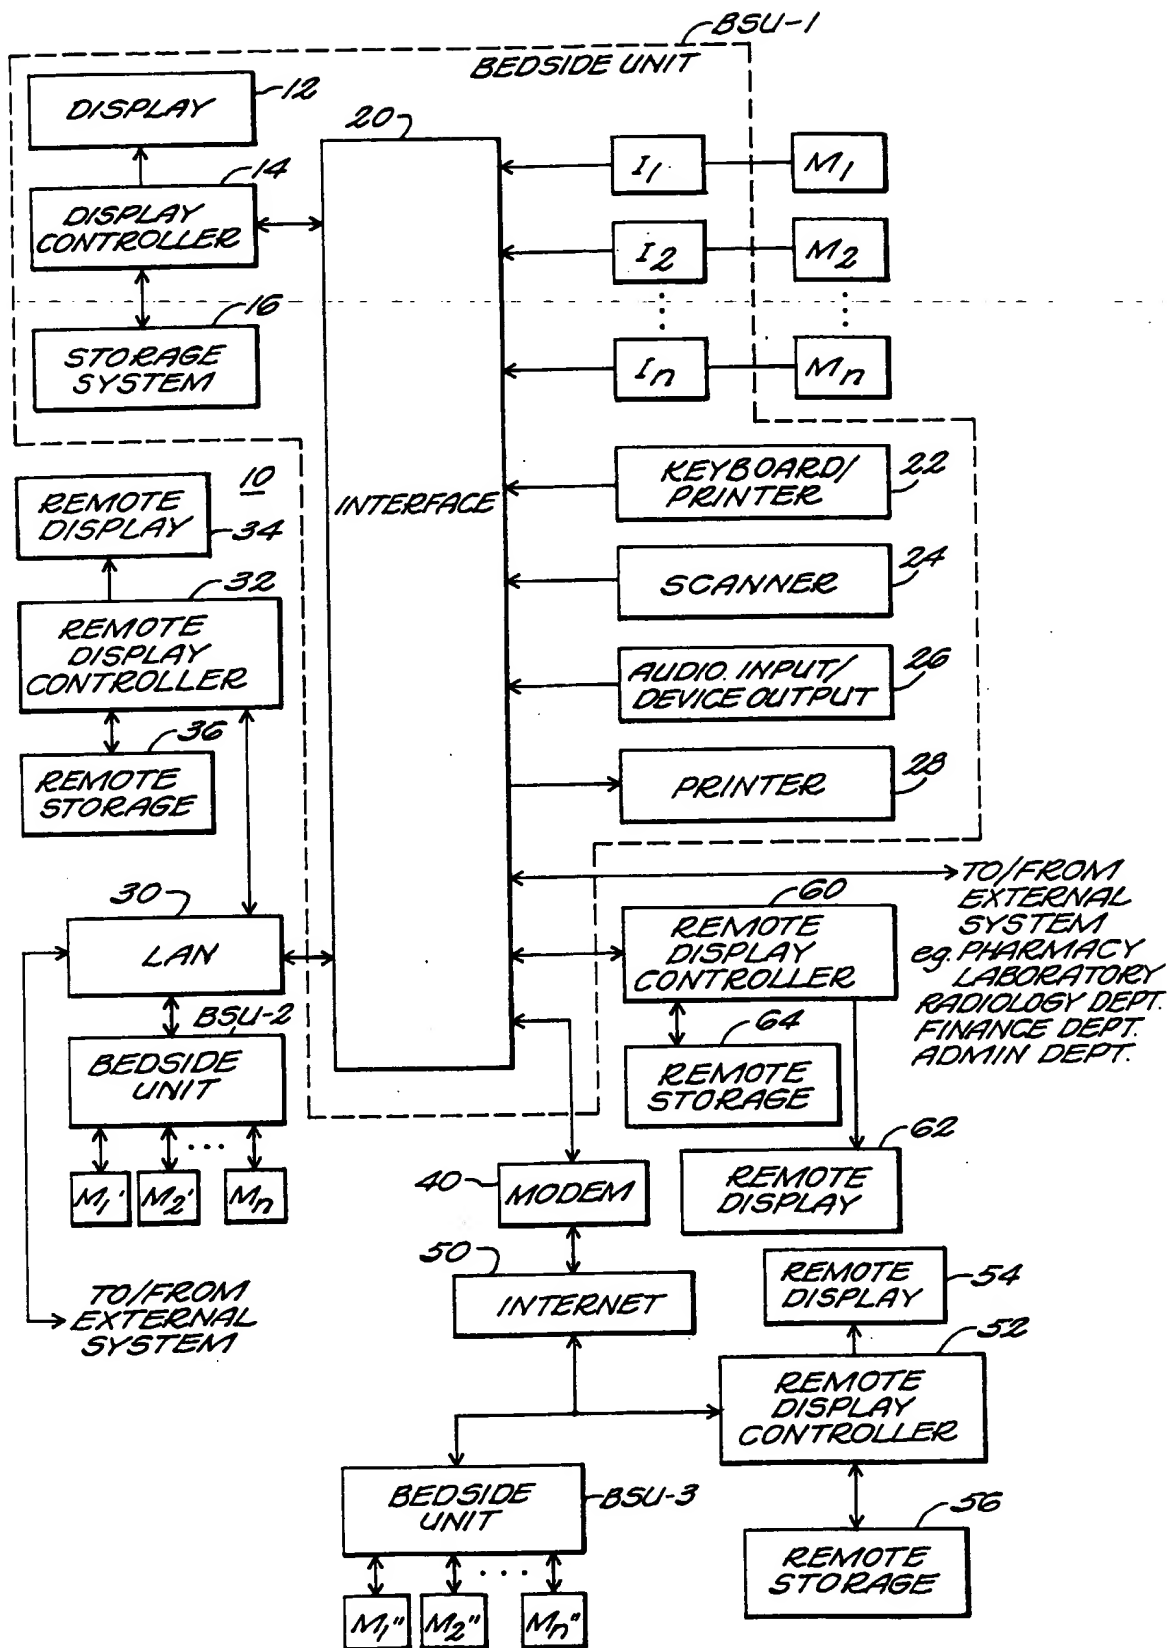 BSU-1
BEDSIDE UNIT
DISPLAY
12
DISPLAY
CONTROLLER
14
STORAGE
SYSTEM
16
20
INTERFACE
I1
M1
I2
M2
In
Mn
KEYBOARD/
PRINTER
22
SCANNER
24
AUDIO INPUT/
DEVICE OUTPUT
26
PRINTER
28
10
REMOTE
DISPLAY
34
32
REMOTE
DISPLAY
CONTROLLER
36
REMOTE
STORAGE
30
LAN
BSU-2
BEDSIDE
UNIT
M1'
M2'
Mn
TO/FROM
EXTERNAL
SYSTEM
TO/FROM
EXTERNAL
SYSTEM
eg. PHARMACY
LABORATORY
RADIOLOGY DEPT.
FINANCE DEPT.
ADMIN DEPT.
60
REMOTE
DISPLAY
CONTROLLER
64
REMOTE
STORAGE
62
REMOTE
DISPLAY
40
MODEM
50
INTERNET
REMOTE
DISPLAY
54
52
REMOTE
DISPLAY
CONTROLLER
56
REMOTE
STORAGE
BEDSIDE
UNIT
BSU-3
M1"
M2"
Mn"